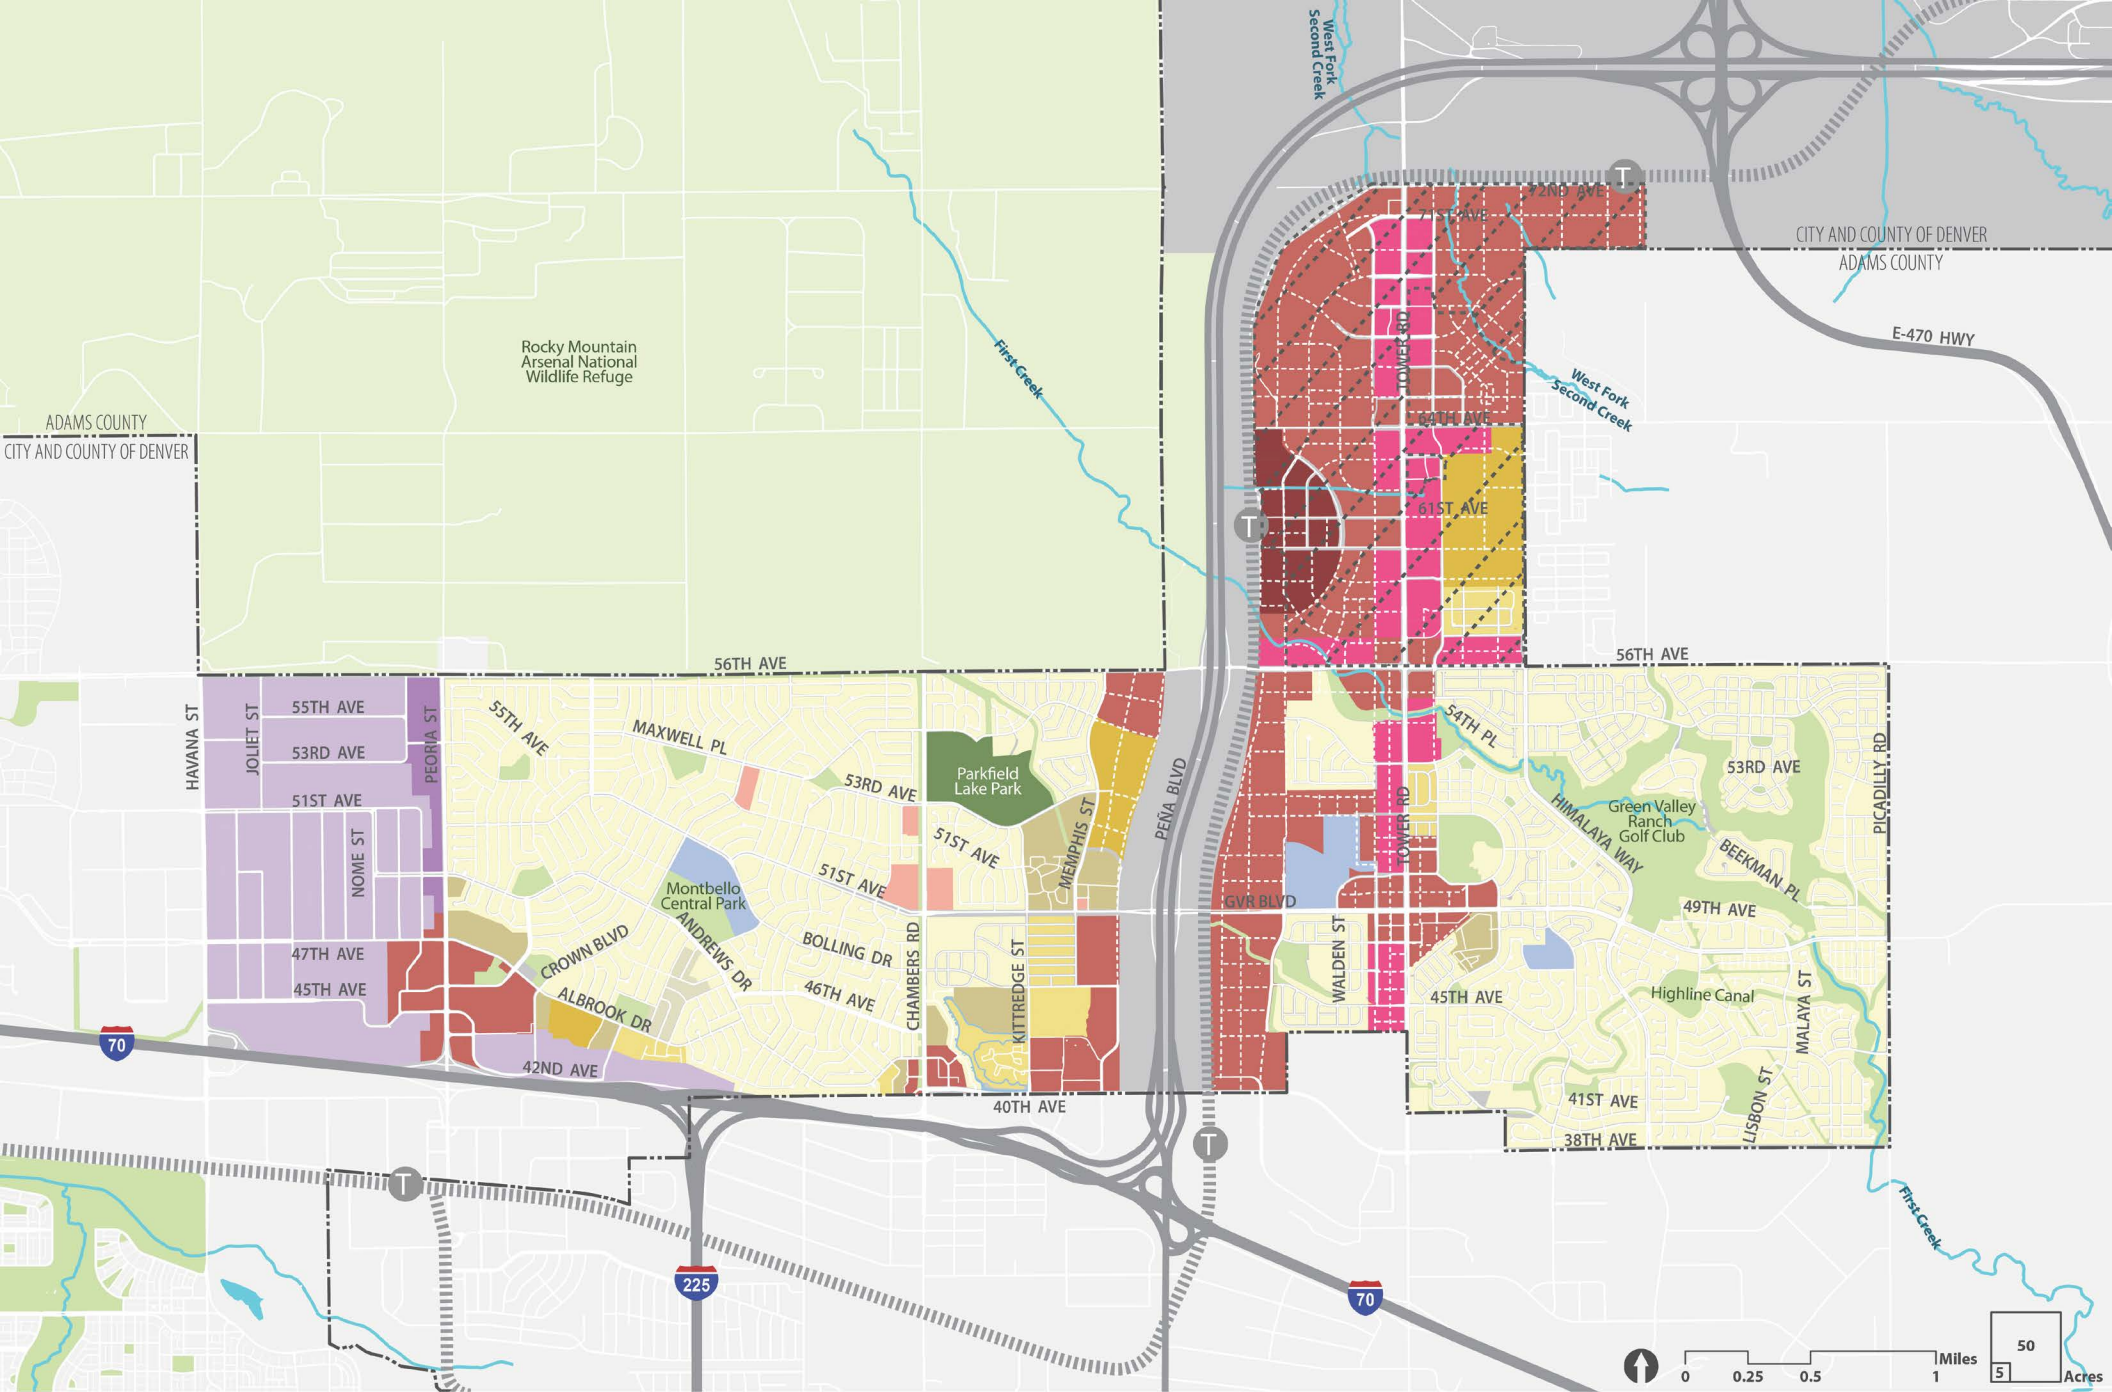 West Fork
Second Creek
T
72ND AVE
71ST AVE
CITY AND COUNTY OF DENVER
ADAMS COUNTY
E-470 HWY
Rocky Mountain
Arsenal National
Wildlife Refuge
First Creek
TOWER RD
West Fork
Second Creek
64TH AVE
ADAMS COUNTY
CITY AND COUNTY OF DENVER
61ST AVE
T
56TH AVE
56TH AVE
HAVANA ST
JOLIET ST
55TH AVE
PEORIA ST
55TH AVE
MAXWELL PL
54TH PL
53RD AVE
53RD AVE
Parkfield
Lake Park
PEÑA BLVD
53RD AVE
PICADILLY RD
51ST AVE
NOME ST
51ST AVE
51ST AVE
MEMPHIS ST
TOWER RD
HIMALAYA WAY
Green Valley
Ranch
Golf Club
BEEKMAN PL
Montbello
Central Park
GVR BLVD
49TH AVE
47TH AVE
CROWN BLVD
ANDREWS DR
BOLLING DR
CHAMBERS RD
KITTREDGE ST
WALDEN ST
45TH AVE
ALBROOK DR
46TH AVE
45TH AVE
Highline Canal
MALAYA ST
70
42ND AVE
40TH AVE
41ST AVE
LISBON ST
38TH AVE
T
T
First Creek
225
70
0
0.25
0.5
1
Miles
50
5
Acres